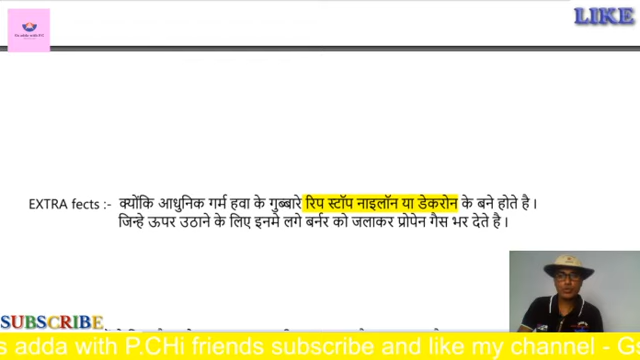 LIKE
EXTRA fects :- क्योंकि आधुनिक गर्म हवा के गुब्बारे रिप स्टॉप नाइलॉन या डेकरोन के बने होते है ।
जिन्हे ऊपर उठाने के लिए इनमे लगे बर्नर को जलाकर प्रोपेन गैस भर देते है ।
SUBSCRIBE
s adda with P.CHi friends subscribe and like my channel - Gs